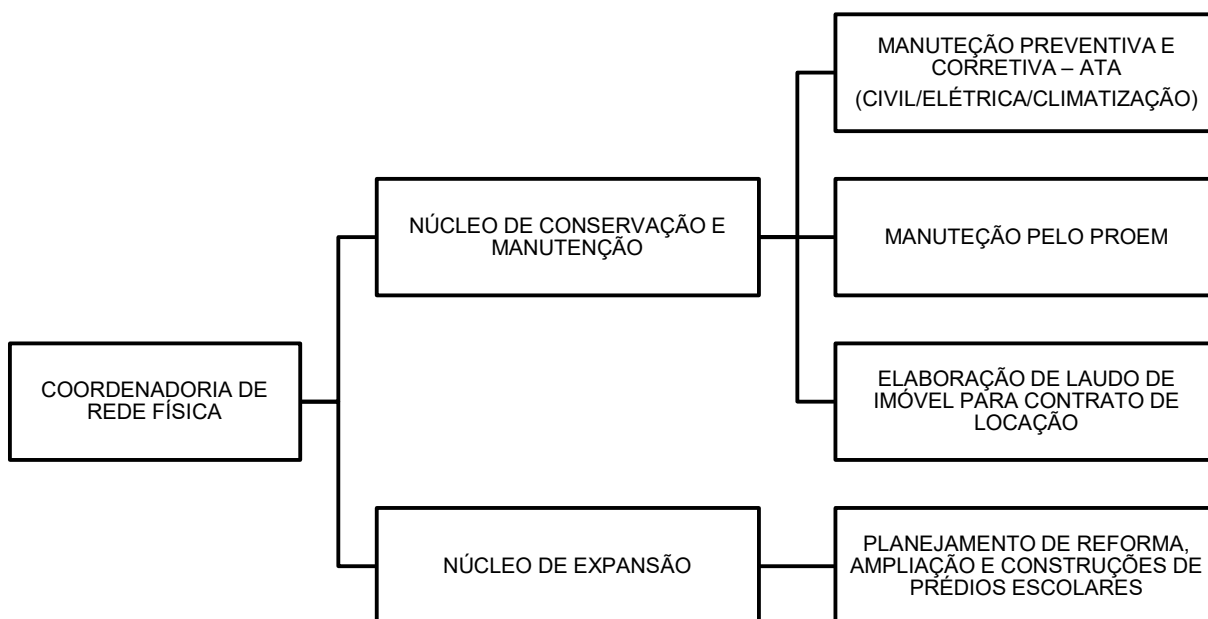 MANUTEÇÃO PREVENTIVA E
CORRETIVA – ATA
(CIVIL/ELÉTRICA/CLIMATIZAÇÃO)
NÚCLEO DE CONSERVAÇÃO E
MANUTENÇÃO
MANUTEÇÃO PELO PROEM
COORDENADORIA DE
REDE FÍSICA
ELABORAÇÃO DE LAUDO DE
IMÓVEL PARA CONTRATO DE
LOCAÇÃO
NÚCLEO DE EXPANSÃO
PLANEJAMENTO DE REFORMA,
AMPLIAÇÃO E CONSTRUÇÕES DE
PRÉDIOS ESCOLARES